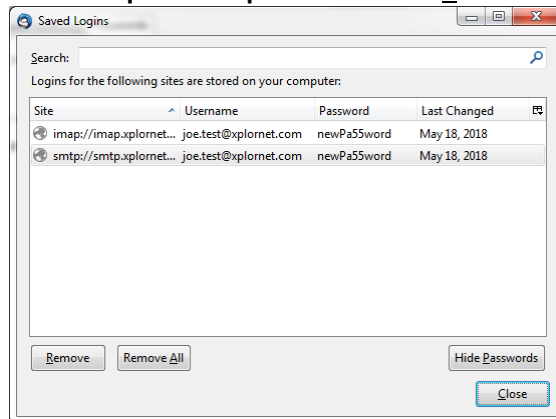 Saved Logins
Search:
Logins for the following sites are stored on your computer:
Site Username Password Last Changed
imap://imap.xplornet... joe.test@xplornet.com newPa55word May 18, 2018
smtp://smtp.xplornet... joe.test@xplornet.com newPa55word May 18, 2018
Remove Remove All Hide Passwords
Close